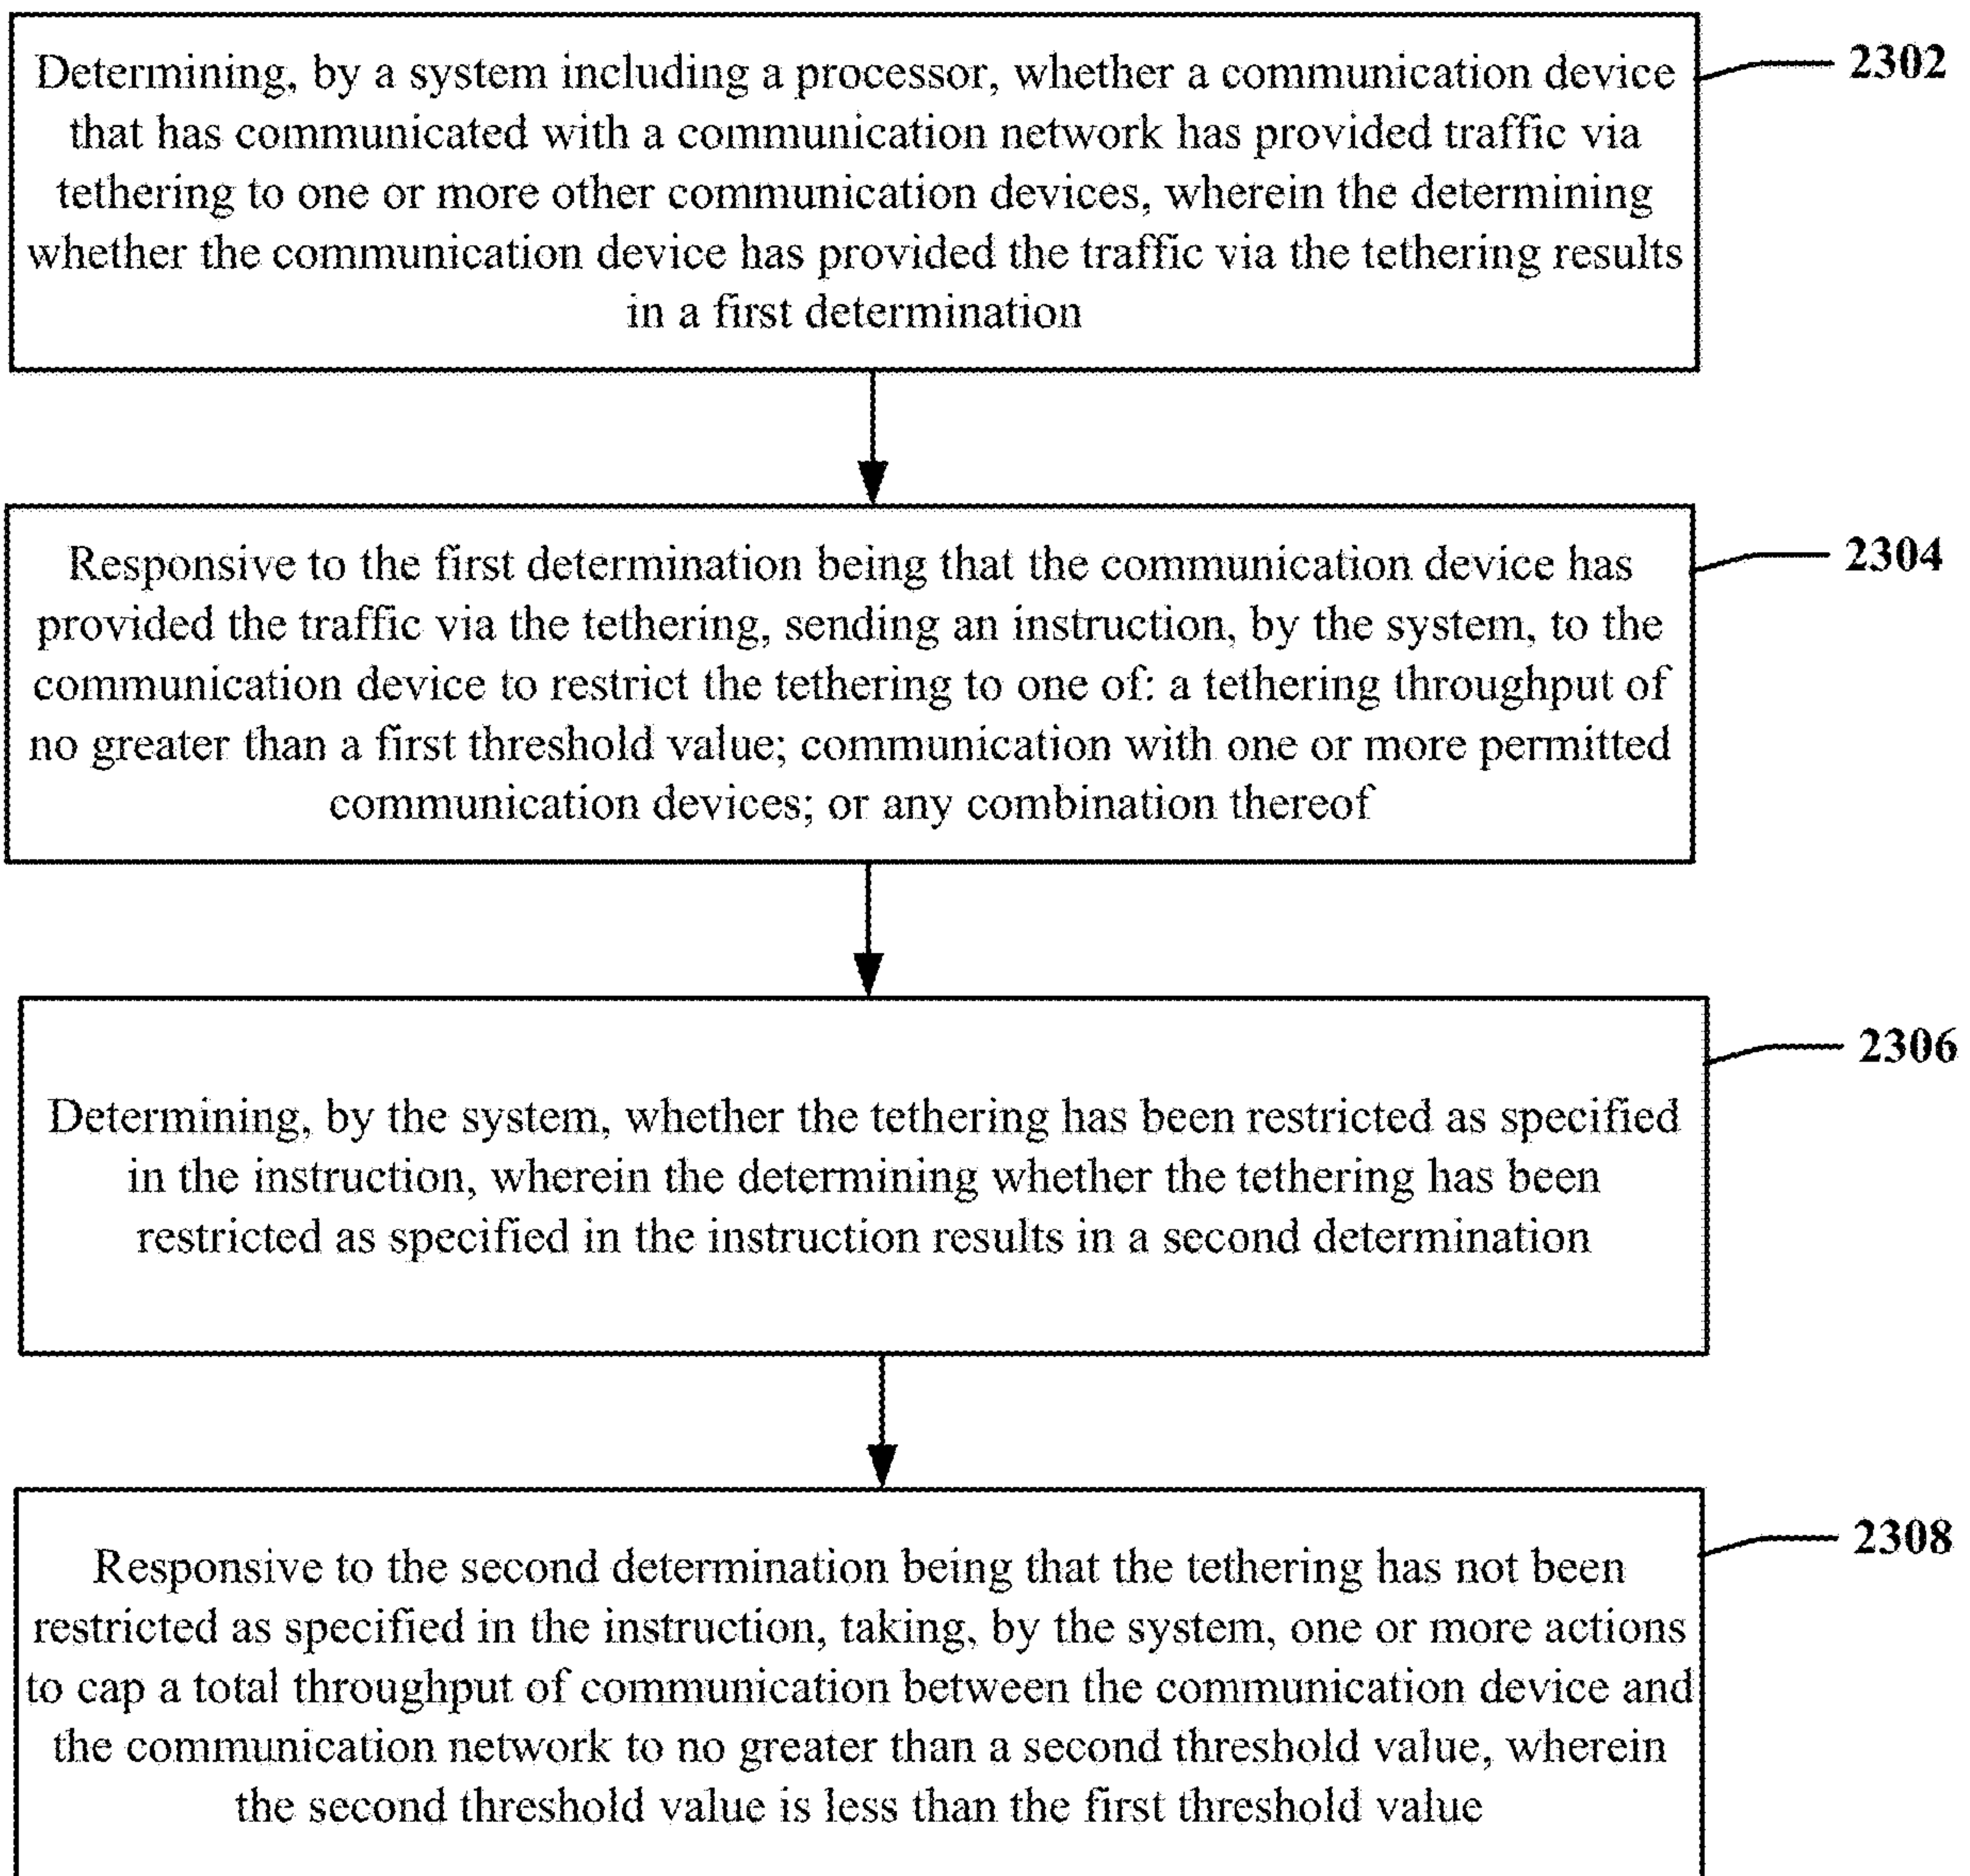 Determining, by a system including a processor, whether a communication device
that has communicated with a communication network has provided traffic via
tethering to one or more other communication devices, wherein the determining
whether the communication device has provided the traffic via the tethering results
in a first determination
2302
Responsive to the first determination being that the communication device has
provided the traffic via the tethering, sending an instruction, by the system, to the
communication device to restrict the tethering to one of: a tethering throughput of
no greater than a first threshold value; communication with one or more permitted
communication devices; or any combination thereof
2304
Determining, by the system, whether the tethering has been restricted as specified
in the instruction, wherein the determining whether the tethering has been
restricted as specified in the instruction results in a second determination
2306
Responsive to the second determination being that the tethering has not been
restricted as specified in the instruction, taking, by the system, one or more actions
to cap a total throughput of communication between the communication device and
the communication network to no greater than a second threshold value, wherein
the second threshold value is less than the first threshold value
2308